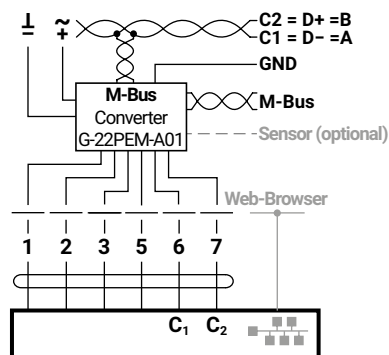 ⊥ ~ C2 = D+ =B
– + C1 = D– =A
GND
M-Bus
Converter
G-22PEM-A01
M-Bus
Sensor (optional)
Web-Browser
1 2 3 5 6 7
C₁ C₂